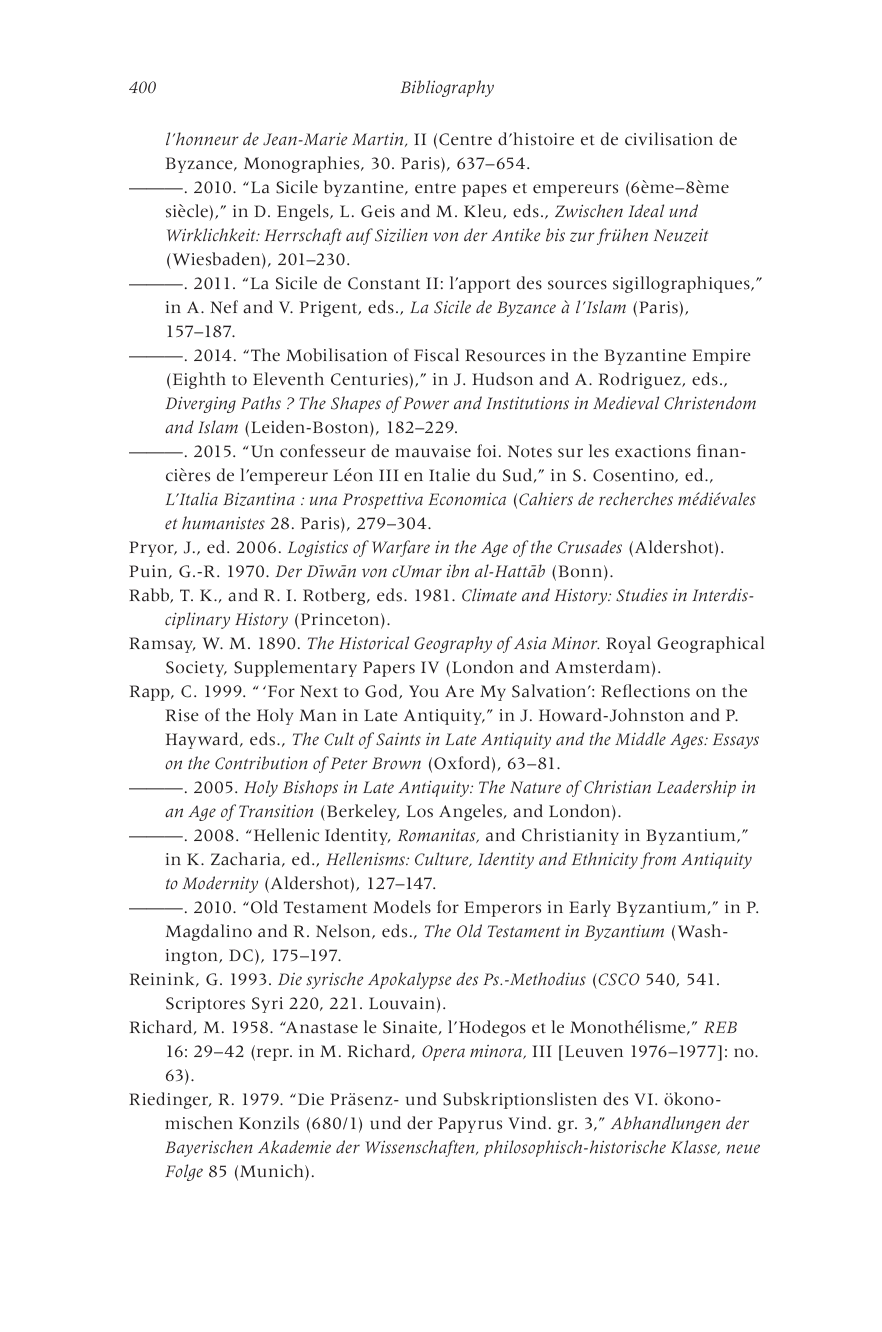 400 Bibliography
l’honneur de Jean-Marie Martin, II (Centre d’histoire et de civilisation de
Byzance, Monographies, 30. Paris), 637–654.
———. 2010. “La Sicile byzantine, entre papes et empereurs (6ème–8ème
siècle),” in D. Engels, L. Geis and M. Kleu, eds., Zwischen Ideal und
Wirklichkeit: Herrschaft auf Sizilien von der Antike bis zur frühen Neuzeit
(Wiesbaden), 201–230.
———. 2011. “La Sicile de Constant II: l’apport des sources sigillographiques,”
in A. Nef and V. Prigent, eds., La Sicile de Byzance à l’Islam (Paris),
157–187.
———. 2014. “The Mobilisation of Fiscal Resources in the Byzantine Empire
(Eighth to Eleventh Centuries),” in J. Hudson and A. Rodriguez, eds.,
Diverging Paths ? The Shapes of Power and Institutions in Medieval Christendom
and Islam (Leiden-Boston), 182–229.
———. 2015. “Un confesseur de mauvaise foi. Notes sur les exactions finan-
cières de l’empereur Léon III en Italie du Sud,” in S. Cosentino, ed.,
L’Italia Bizantina : una Prospettiva Economica (Cahiers de recherches médiévales
et humanistes 28. Paris), 279–304.
Pryor, J., ed. 2006. Logistics of Warfare in the Age of the Crusades (Aldershot).
Puin, G.-R. 1970. Der Dīwān von cUmar ibn al-Hattāb (Bonn).
Rabb, T. K., and R. I. Rotberg, eds. 1981. Climate and History: Studies in Interdis-
ciplinary History (Princeton).
Ramsay, W. M. 1890. The Historical Geography of Asia Minor. Royal Geographical
Society, Supplementary Papers IV (London and Amsterdam).
Rapp, C. 1999. “ ‘For Next to God, You Are My Salvation’: Reflections on the
Rise of the Holy Man in Late Antiquity,” in J. Howard-Johnston and P.
Hayward, eds., The Cult of Saints in Late Antiquity and the Middle Ages: Essays
on the Contribution of Peter Brown (Oxford), 63–81.
———. 2005. Holy Bishops in Late Antiquity: The Nature of Christian Leadership in
an Age of Transition (Berkeley, Los Angeles, and London).
———. 2008. “Hellenic Identity, Romanitas, and Christianity in Byzantium,”
in K. Zacharia, ed., Hellenisms: Culture, Identity and Ethnicity from Antiquity
to Modernity (Aldershot), 127–147.
———. 2010. “Old Testament Models for Emperors in Early Byzantium,” in P.
Magdalino and R. Nelson, eds., The Old Testament in Byzantium (Wash-
ington, DC), 175–197.
Reinink, G. 1993. Die syrische Apokalypse des Ps.-Methodius (CSCO 540, 541.
Scriptores Syri 220, 221. Louvain).
Richard, M. 1958. “Anastase le Sinaite, l’Hodegos et le Monothélisme,” REB
16: 29–42 (repr. in M. Richard, Opera minora, III [Leuven 1976–1977]: no.
63).
Riedinger, R. 1979. “Die Präsenz- und Subskriptionslisten des VI. ökono-
mischen Konzils (680/1) und der Papyrus Vind. gr. 3,” Abhandlungen der
Bayerischen Akademie der Wissenschaften, philosophisch-historische Klasse, neue
Folge 85 (Munich).